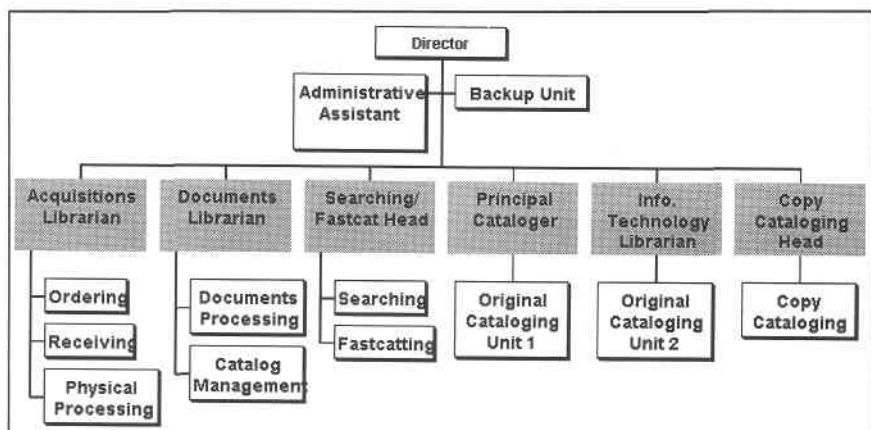 Director
Administrative
Assistant
Backup Unit
Acquisitions
Librarian
Documents
Librarian
Searching/
Fastcat Head
Principal
Cataloger
Info.
Technology
Librarian
Copy
Cataloging
Head
Ordering
Receiving
Physical
Processing
Documents
Processing
Catalog
Management
Searching
Fastcatting
Original
Cataloging
Unit 1
Original
Cataloging
Unit 2
Copy
Cataloging